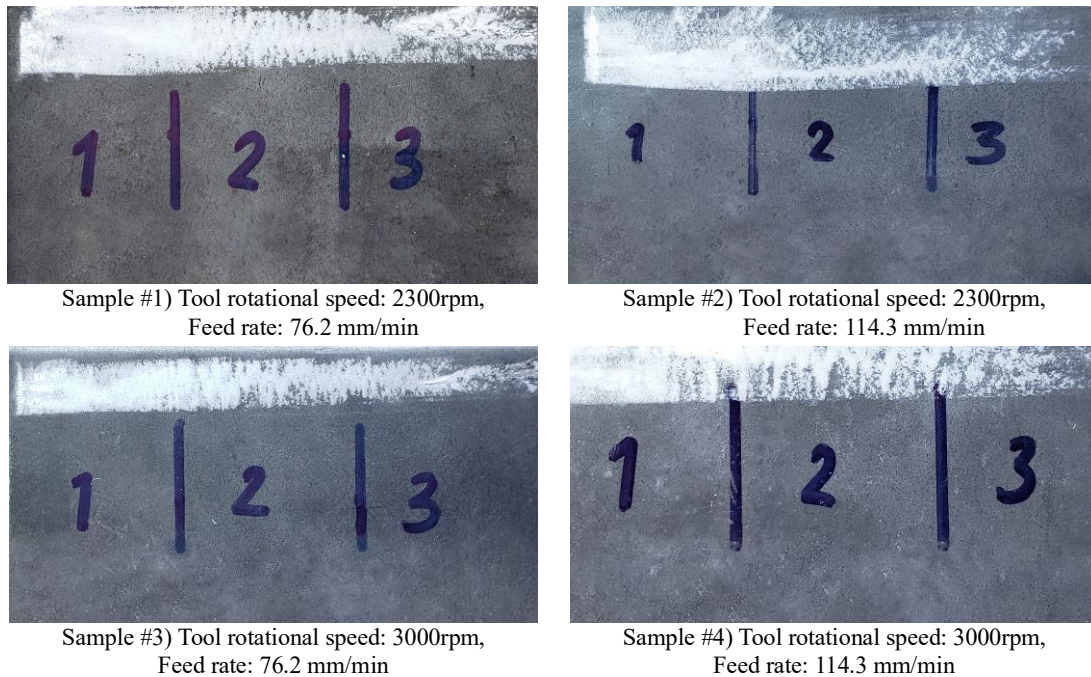 1 2 3
1 2 3
Sample #1) Tool rotational speed: 2300rpm,
Feed rate: 76.2 mm/min
Sample #2) Tool rotational speed: 2300rpm,
Feed rate: 114.3 mm/min
1 2 3
1 2 3
Sample #3) Tool rotational speed: 3000rpm,
Feed rate: 76.2 mm/min
Sample #4) Tool rotational speed: 3000rpm,
Feed rate: 114.3 mm/min